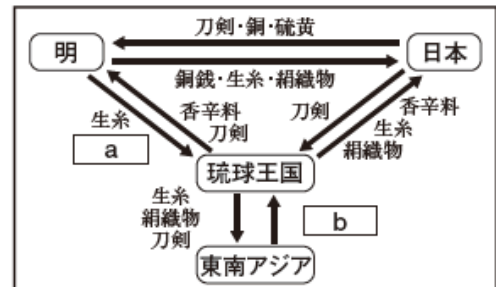 刀剣・銅・硫黄
明
日本
銅銭・生糸・絹織物
生糸
a
香辛料
刀剣
刀剣
香辛料
生糸
絹織物
琉球王国
生糸
絹織物
刀剣
b
東南アジア